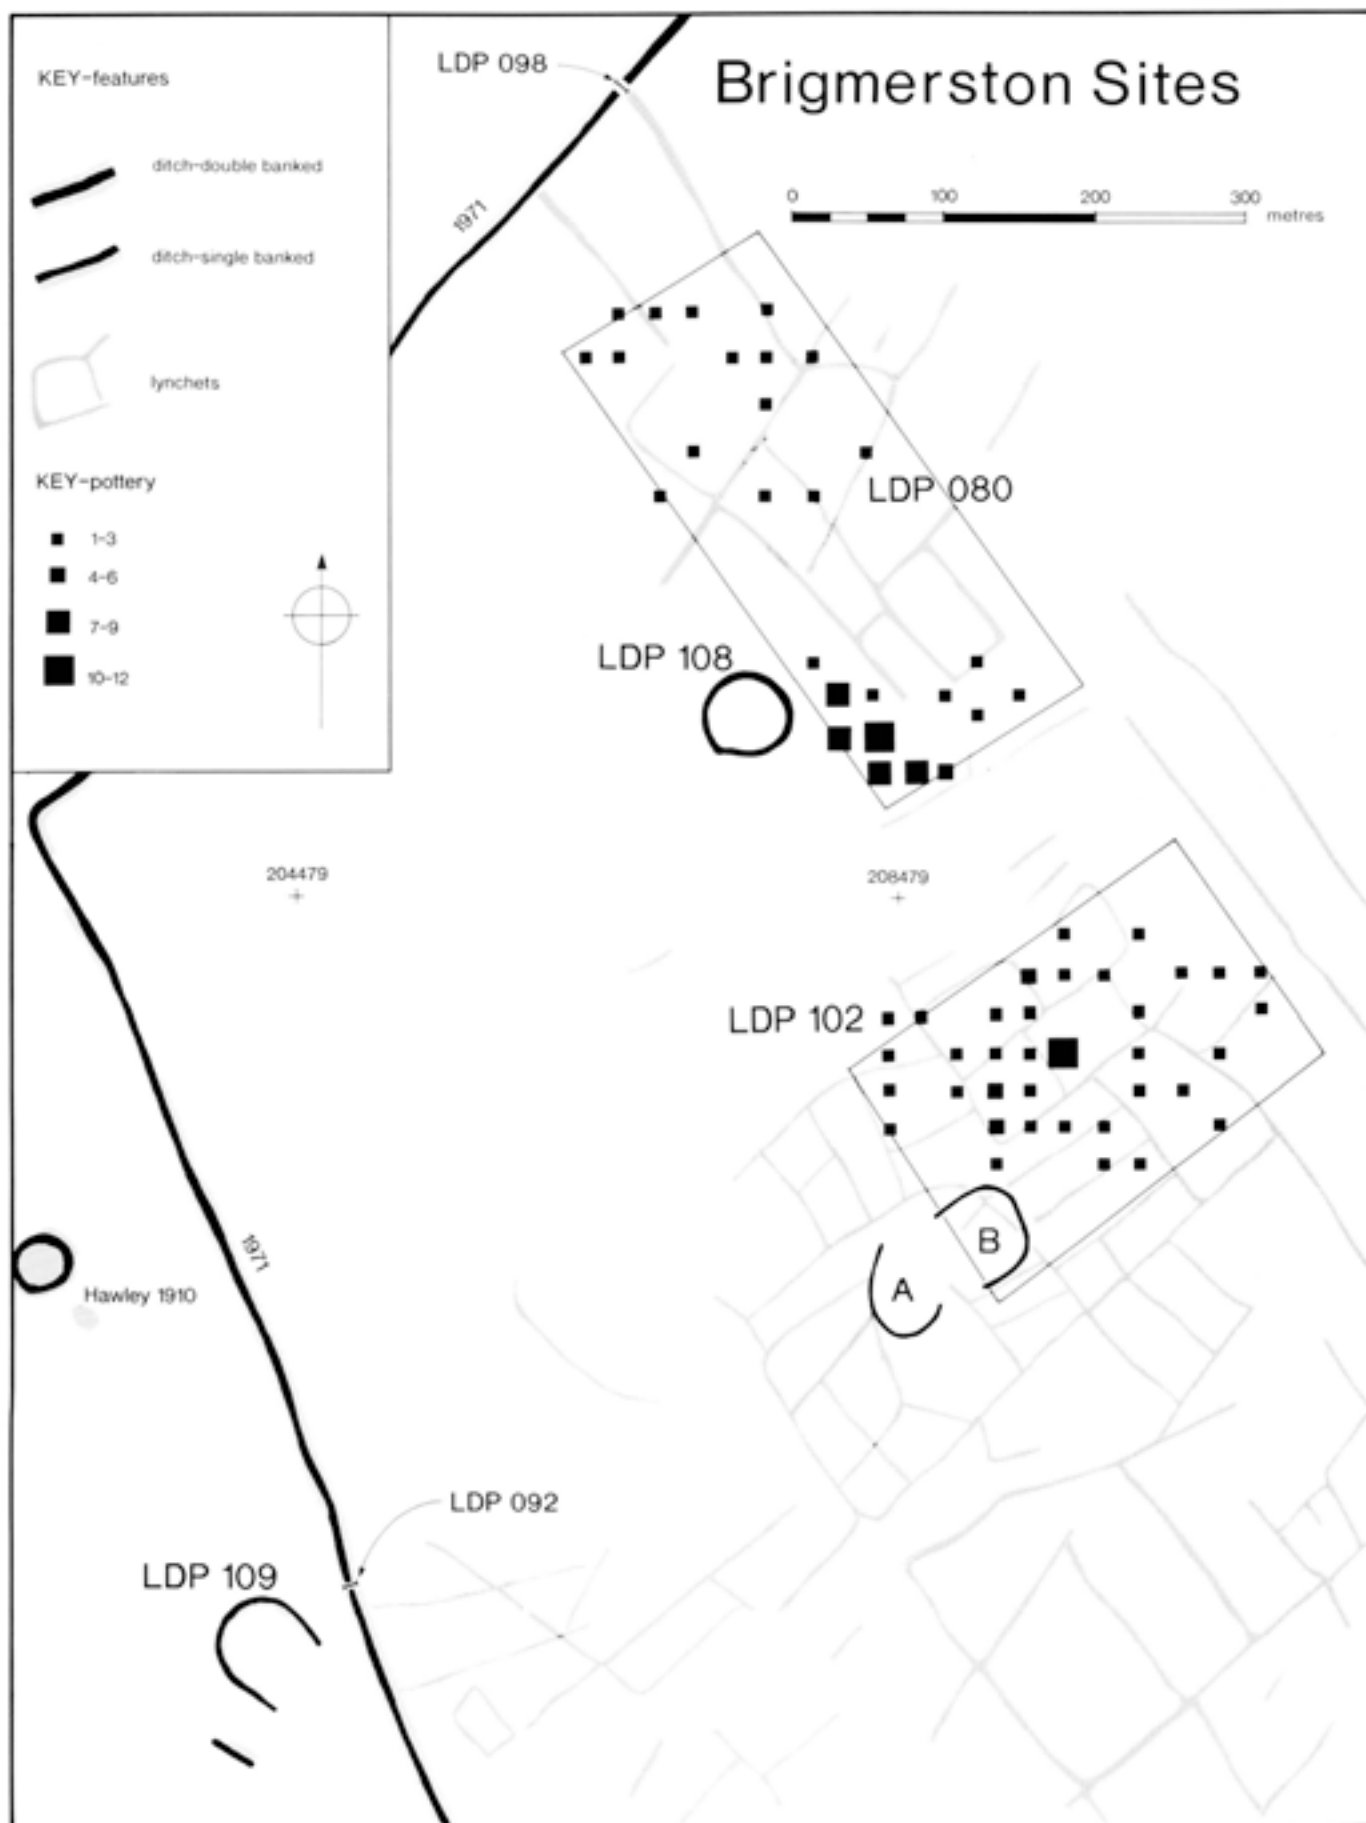 Brigmerston Sites
KEY-features
ditch-double banked
ditch-single banked
lynchets
KEY-pottery
1-3
4-6
7-9
10-12
LDP 098
1971
0 100 200 300 metres
LDP 080
LDP 108
204479
208479
LDP 102
B
A
1971
Hawley 1910
LDP 092
LDP 109